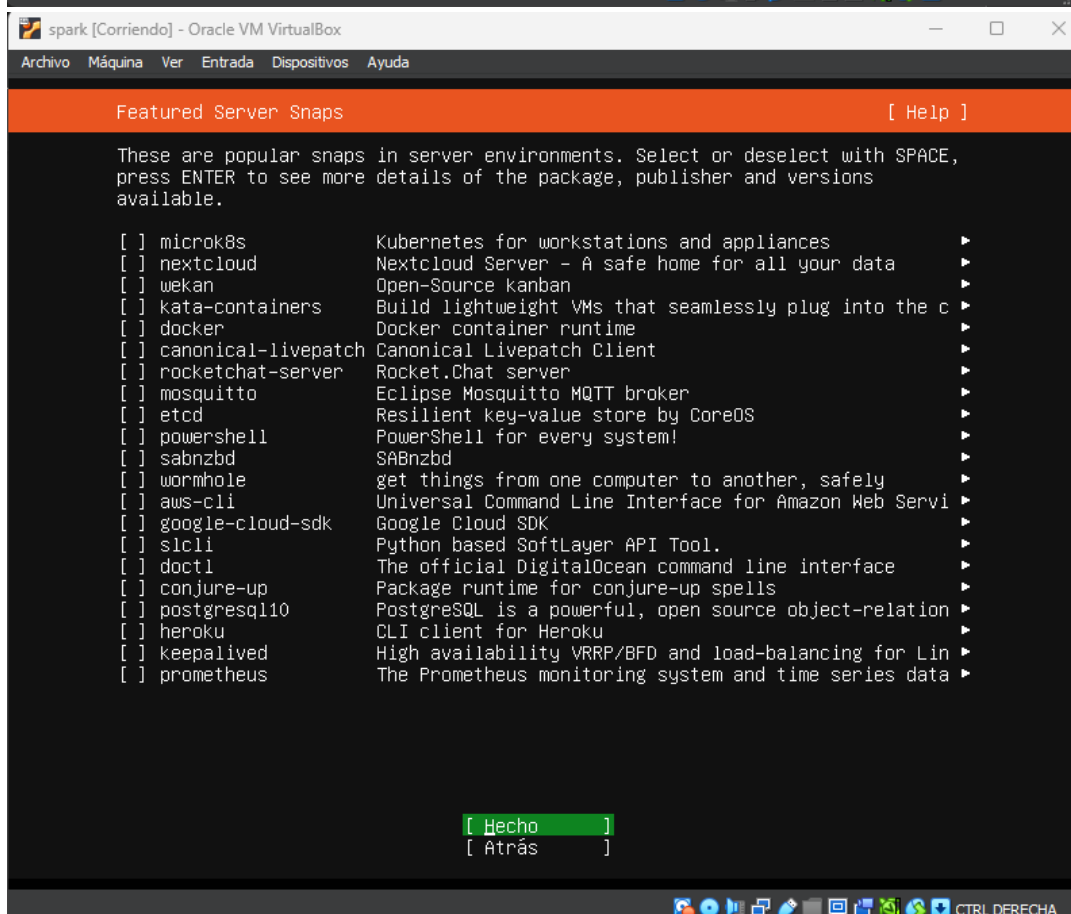 spark [Corriendo] - Oracle VM VirtualBox
Archivo Máquina Ver Entrada Dispositivos Ayuda
Featured Server Snaps [ Help ]
These are popular snaps in server environments. Select or deselect with SPACE,
press ENTER to see more details of the package, publisher and versions
available.
[ ] microk8s Kubernetes for workstations and appliances
[ ] nextcloud Nextcloud Server - A safe home for all your data
[ ] wekan Open-Source kanban
[ ] kata-containers Build lightweight VMs that seamlessly plug into the c
[ ] docker Docker container runtime
[ ] canonical-livepatch Canonical Livepatch Client
[ ] rocketchat-server Rocket.Chat server
[ ] mosquitto Eclipse Mosquitto MQTT broker
[ ] etcd Resilient key-value store by CoreOS
[ ] powershell PowerShell for every system!
[ ] sabnzbd SABnzbd
[ ] wormhole get things from one computer to another, safely
[ ] aws-cli Universal Command Line Interface for Amazon Web Servi
[ ] google-cloud-sdk Google Cloud SDK
[ ] slcli Python based SoftLayer API Tool.
[ ] doctl The official DigitalOcean command line interface
[ ] conjure-up Package runtime for conjure-up spells
[ ] postgresql10 PostgreSQL is a powerful, open source object-relation
[ ] heroku CLI client for Heroku
[ ] keepalived High availability VRRP/BFD and load-balancing for Lin
[ ] prometheus The Prometheus monitoring system and time series data
[ Hecho ]
[ Atrás ]
CTRL DERECHA